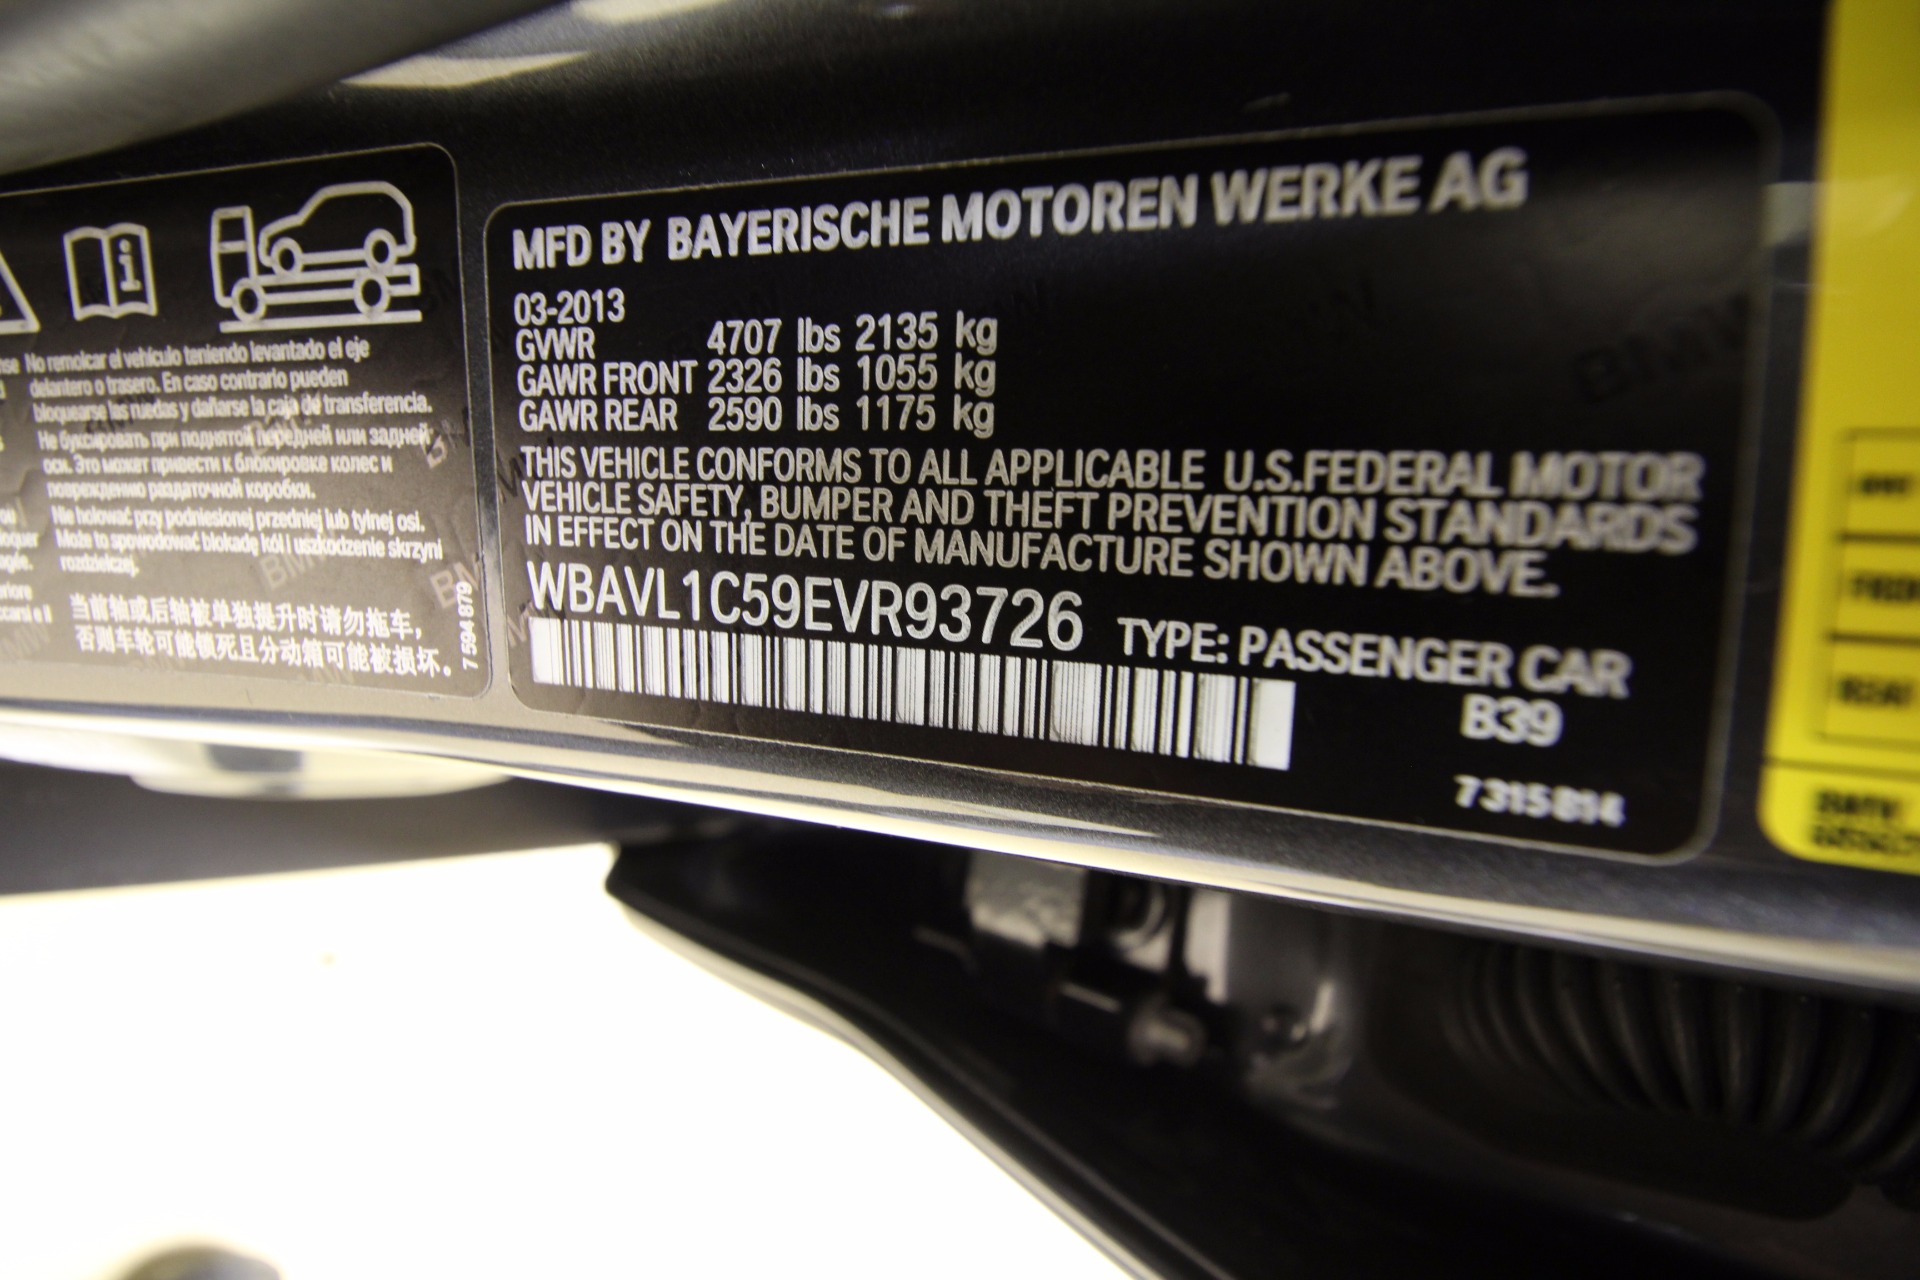 No remolcar el vehículo teniendo levantado el eje
delantero o trasero. En caso contrario pueden
bloquearse las ruedas y dañarse la caja de transferencia.
Не буксировать при поднятой передней или задней
оси. Это может привести к блокировке колес и
повреждению раздаточной коробки.
Nie holować przy podniesionej przedniej lub tylnej osi.
Może to spowodować blokadę kół i uszkodzenie skrzyni
rozdzielczej.
当前轴或后轴被单独提升时请勿拖车，
否则车轮可能锁死且分动箱可能被损坏。
7 594 879
MFD BY BAYERISCHE MOTOREN WERKE AG
03-2013
GVWR 4707 lbs 2135 kg
GAWR FRONT 2326 lbs 1055 kg
GAWR REAR 2590 lbs 1175 kg
THIS VEHICLE CONFORMS TO ALL APPLICABLE U.S.FEDERAL MOTOR
VEHICLE SAFETY, BUMPER AND THEFT PREVENTION STANDARDS
IN EFFECT ON THE DATE OF MANUFACTURE SHOWN ABOVE.
WBAVL1C59EVR93726 TYPE: PASSENGER CAR
B39
7 315 814